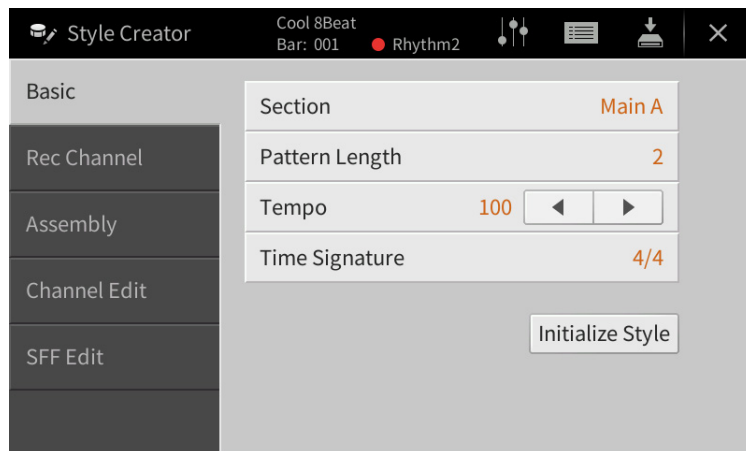 Style Creator
Cool 8Beat
Bar: 001 Rhythm2
Basic
Rec Channel
Assembly
Channel Edit
SFF Edit
Section Main A
Pattern Length 2
Tempo 100
Time Signature 4/4
Initialize Style